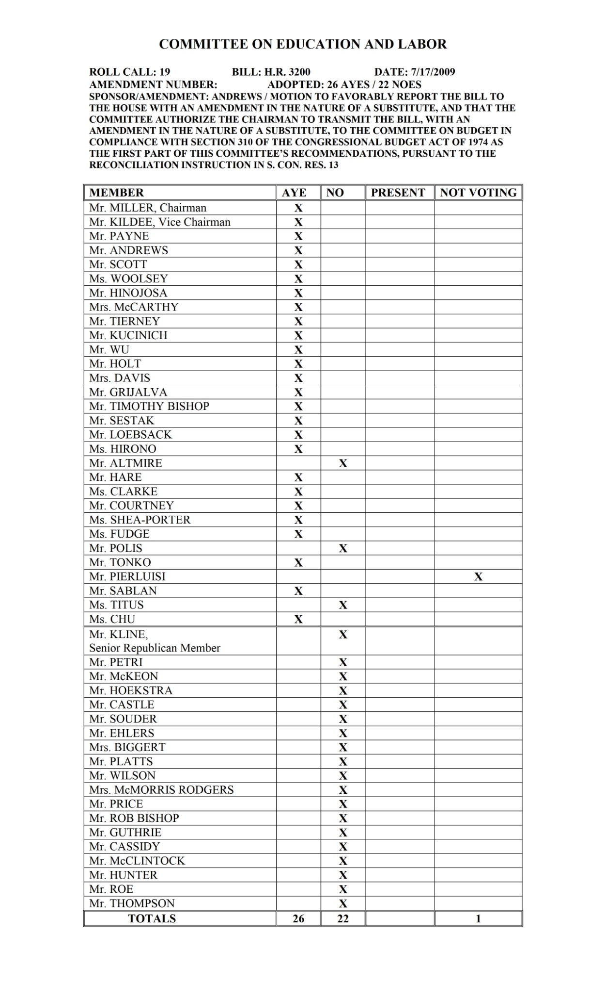 COMMITTEE ON EDUCATION AND LABOR
ROLL CALL: 19 BILL: H.R. 3200 DATE: 7/17/2009
AMENDMENT NUMBER: ADOPTED: 26 AYES / 22 NOES
SPONSOR/AMENDMENT: ANDREWS / MOTION TO FAVORABLY REPORT THE BILL TO
THE HOUSE WITH AN AMENDMENT IN THE NATURE OF A SUBSTITUTE, AND THAT THE
COMMITTEE AUTHORIZE THE CHAIRMAN TO TRANSMIT THE BILL, WITH AN
AMENDMENT IN THE NATURE OF A SUBSTITUTE, TO THE COMMITTEE ON BUDGET IN
COMPLIANCE WITH SECTION 310 OF THE CONGRESSIONAL BUDGET ACT OF 1974 AS
THE FIRST PART OF THIS COMMITTEE’S RECOMMENDATIONS, PURSUANT TO THE
RECONCILIATION INSTRUCTION IN S. CON. RES. 13
MEMBER AYE NO PRESENT NOT VOTING
Mr. MILLER, Chairman X
Mr. KILDEE, Vice Chairman X
Mr. PAYNE X
Mr. ANDREWS X
Mr. SCOTT X
Ms. WOOLSEY X
Mr. HINOJOSA X
Mrs. McCARTHY X
Mr. TIERNEY X
Mr. KUCINICH X
Mr. WU X
Mr. HOLT X
Mrs. DAVIS X
Mr. GRIJALVA X
Mr. TIMOTHY BISHOP X
Mr. SESTAK X
Mr. LOEBSACK X
Ms. HIRONO X
Mr. ALTMIRE X
Mr. HARE X
Ms. CLARKE X
Mr. COURTNEY X
Ms. SHEA-PORTER X
Ms. FUDGE X
Mr. POLIS X
Mr. TONKO X
Mr. PIERLUISI X
Mr. SABLAN X
Ms. TITUS X
Ms. CHU X
Mr. KLINE, X
Senior Republican Member
Mr. PETRI X
Mr. McKEON X
Mr. HOEKSTRA X
Mr. CASTLE X
Mr. SOUDER X
Mr. EHLERS X
Mrs. BIGGERT X
Mr. PLATTS X
Mr. WILSON X
Mrs. McMORRIS RODGERS X
Mr. PRICE X
Mr. ROB BISHOP X
Mr. GUTHRIE X
Mr. CASSIDY X
Mr. McCLINTOCK X
Mr. HUNTER X
Mr. ROE X
Mr. THOMPSON X
TOTALS 26 22 1